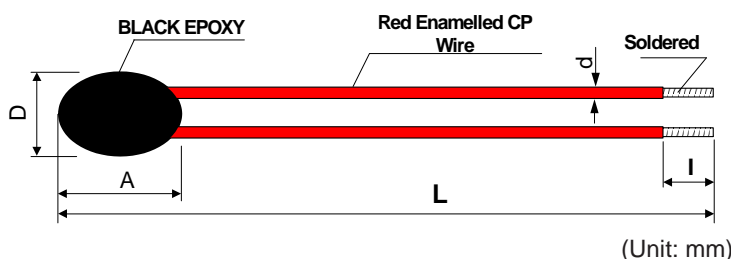 BLACK EPOXY
Red Enamelled CP
Wire
Soldered
d
D
A
l
L
(Unit: mm)